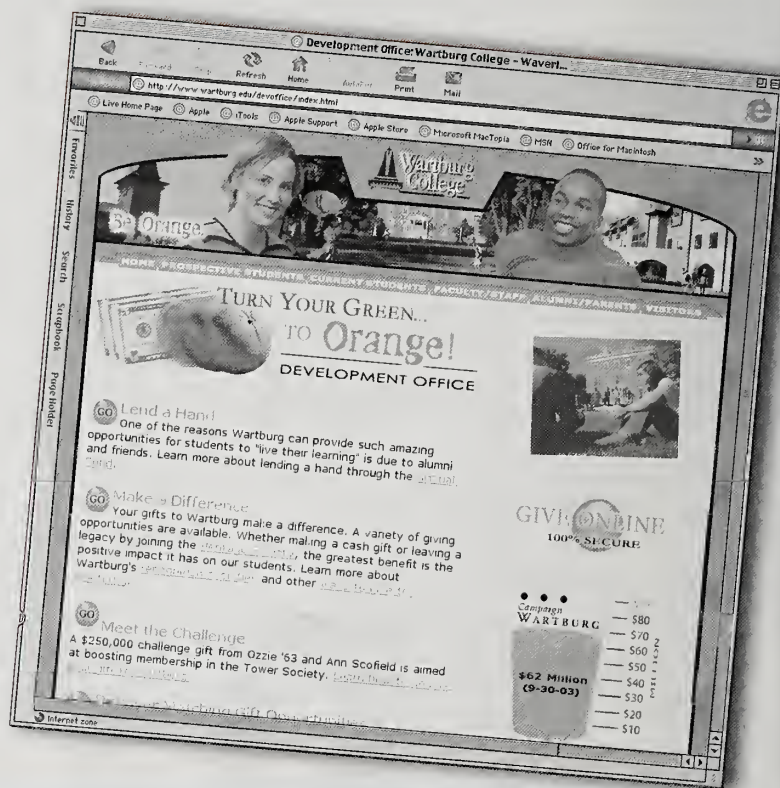 Development Office: Wartburg College - Waverl...
Back
Refresh
Home
Print
Mail
http://www.wartburg.edu/devoffice/index.html
Live Home Page Apple iTools Apple Support Apple Store Microsoft MacTopia MSN Office for Macintosh
Favorites
History
Search
Scrapbook
Page Holder
Wartburg
College
Be Orange.
HOME PROSPECTIVE STUDENTS CURRENT STUDENTS FACULTY/STAFF ALUMNI/PARENTS VISITORS
TURN YOUR GREEN...
TO Orange!
DEVELOPMENT OFFICE
GO Lend a Hand
One of the reasons Wartburg can provide such amazing
opportunities for students to "live their learning" is due to alumni
and friends. Learn more about lending a hand through the
GO Make a Difference
Your gifts to Wartburg make a difference. A variety of giving
opportunities are available. Whether making a cash gift or leaving a
legacy by joining the , the greatest benefit is the
positive impact it has on our students. Learn more about
Wartburg's and other
GO
Meet the Challenge
A $250,000 challenge gift from Ozzie '63 and Ann Scofield is aimed
at boosting membership in the Tower Society.
Matching Gift Opportunities
GIVE ONLINE
100% SECURE
Campaign
WARTBURG
$62 Million
(9-30-03)
$80
$70
$60
$50
$40
$30
$20
$10
Internet zone